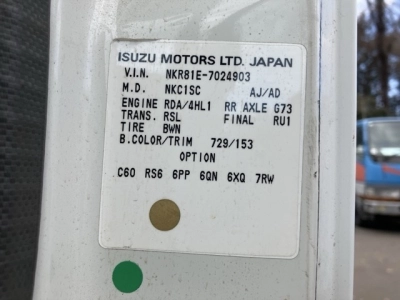 ISUZU MOTORS LTD. JAPAN
V.I.N. NKR81E-7024903
M.D. NKC1SC AJ/AD
ENGINE RDA/4HL1 RR AXLE G73
TRANS. RSL FINAL RU1
TIRE BWN
B.COLOR/TRIM 729/153
OPTION
C60 RS6 6PP 6QN 6XQ 7RW